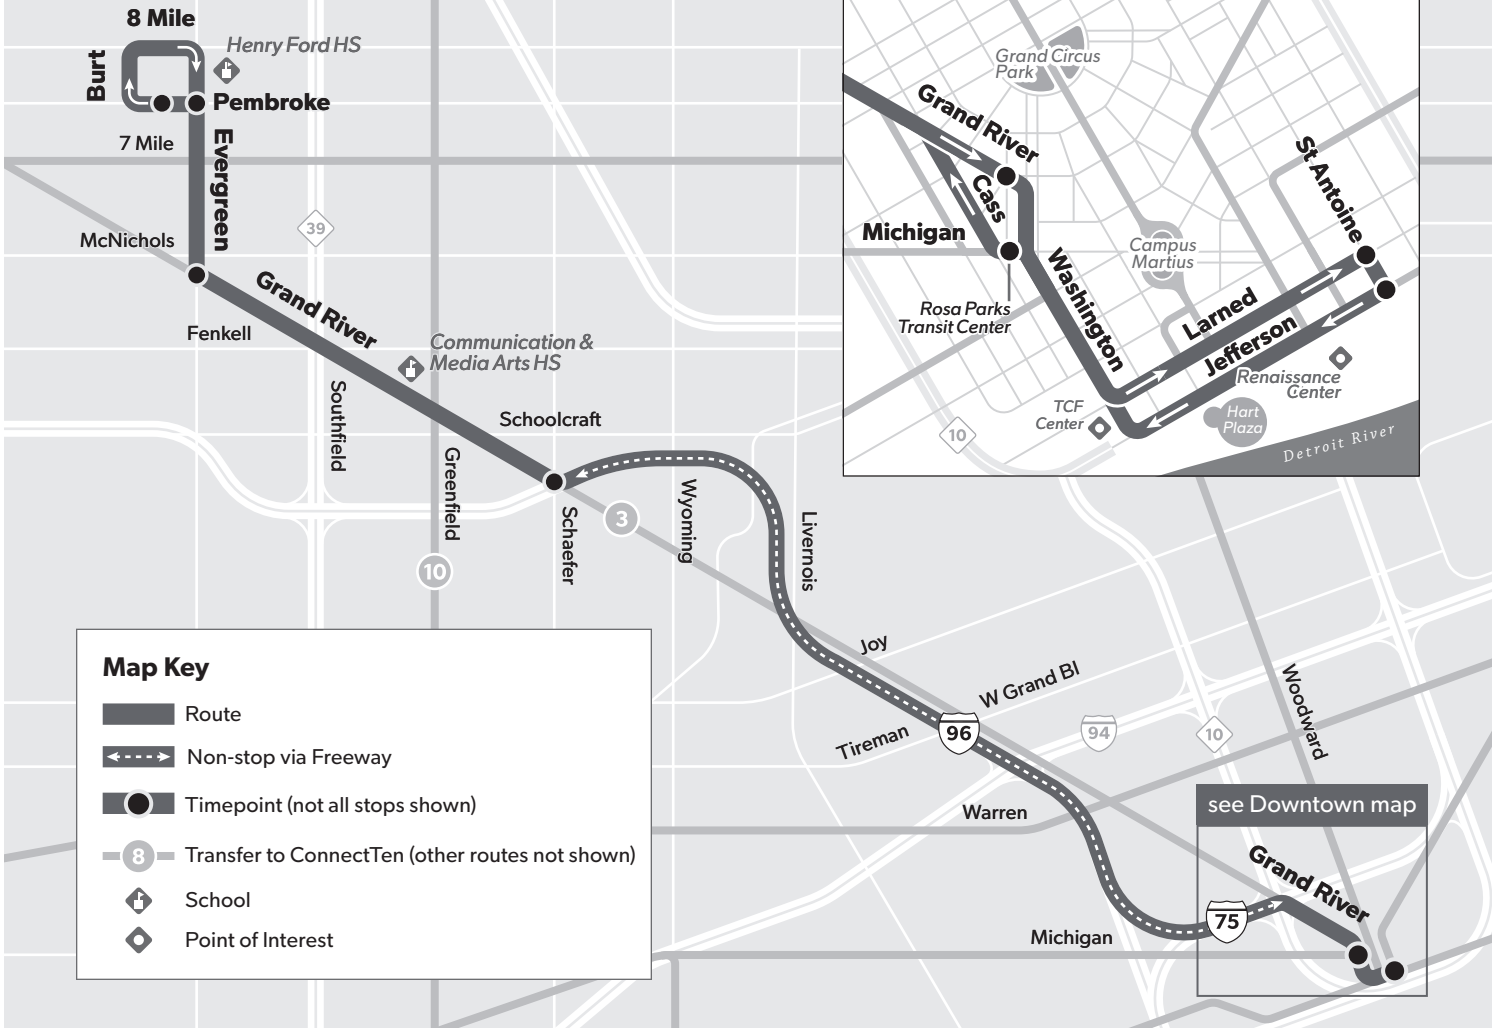 8 Mile
Burt
Henry Ford HS
Pembroke
7 Mile
Evergreen
McNichols
39
Grand River
Fenkell
Communication &
Media Arts HS
Southfield
Schoolcraft
Greenfield
3
10
Schaefer
Wyoming
Livernois
Joy
W Grand Bl
Tireman
96
94
10
Woodward
Warren
Michigan
75
see Downtown map
Grand River
Grand Circus
Park
Grand River
Cass
Michigan
St Antoine
Campus
Martius
Washington
Rosa Parks
Transit Center
Larned
Jefferson
Renaissance
Center
TCF
Center
Hart
Plaza
10
Detroit River
Map Key
Route
Non-stop via Freeway
Timepoint (not all stops shown)
8
Transfer to ConnectTen (other routes not shown)
School
Point of Interest